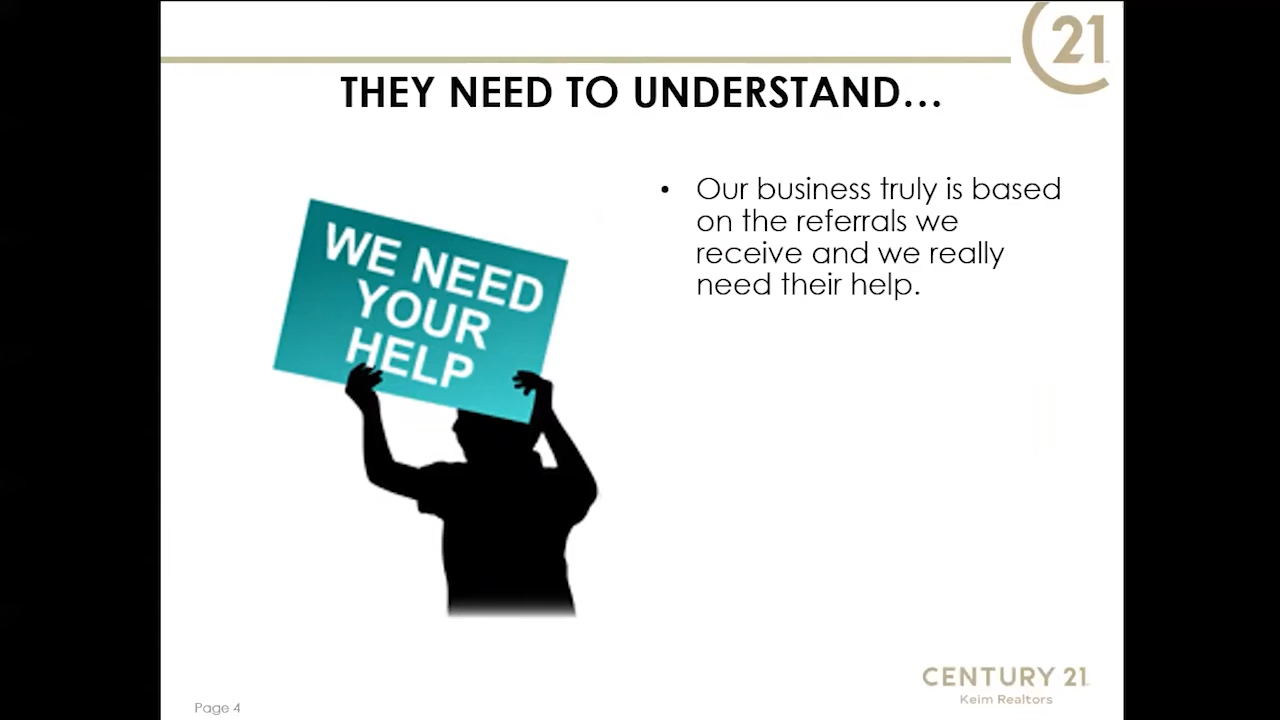 21
THEY NEED TO UNDERSTAND...
WE NEED
YOUR
HELP
• Our business truly is based
on the referrals we
receive and we really
need their help.
CENTURY 21
Keim Realtors
Page 4